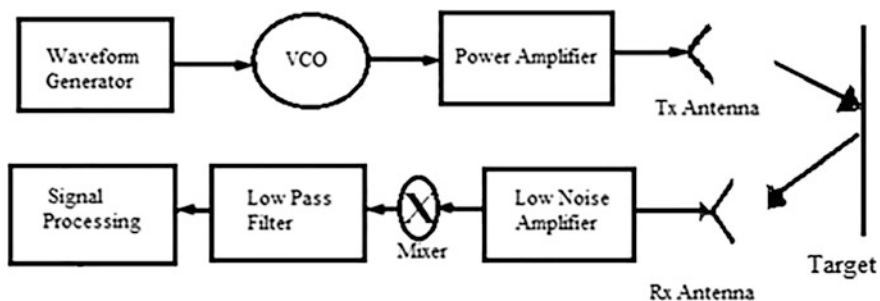 Waveform
Generator
VCO
Power Amplifier
Tx Antenna
Signal
Processing
Low Pass
Filter
X
Mixer
Low Noise
Amplifier
Rx Antenna
Target